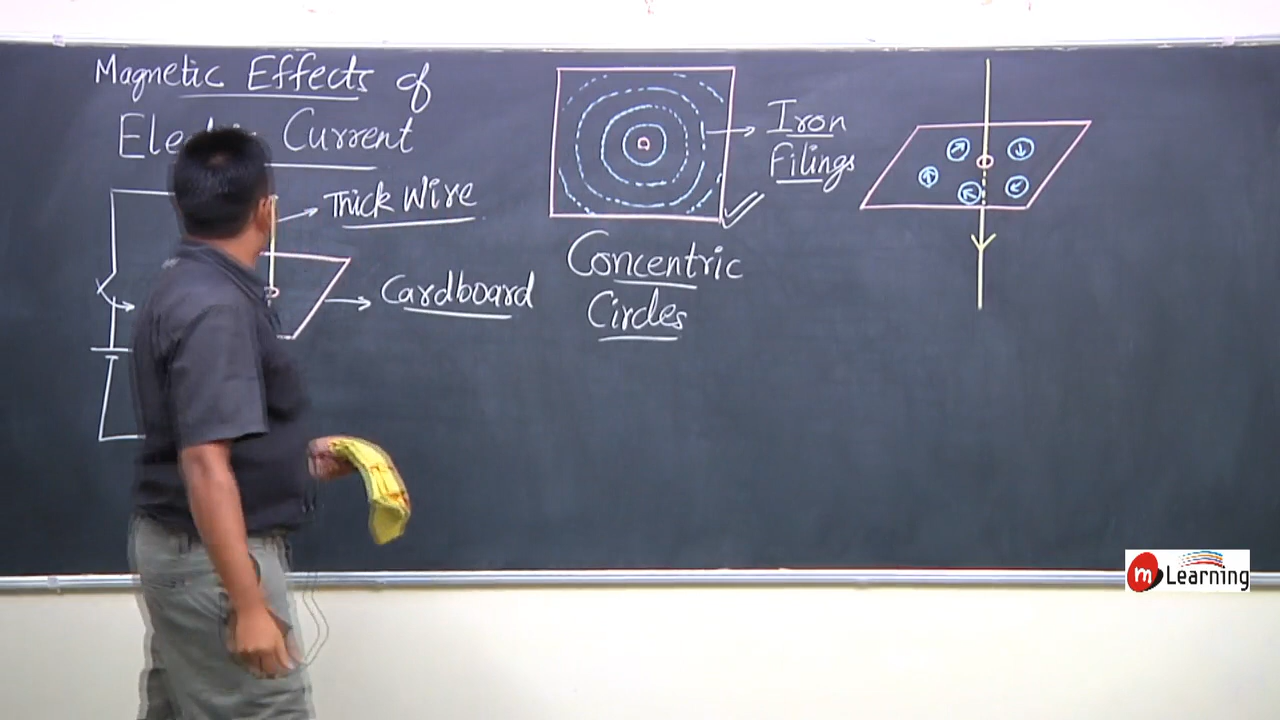 Magnetic Effects of
Current
Thick Wire
Cardboard
Iron
Filings
Concentric
Circles
m Learning